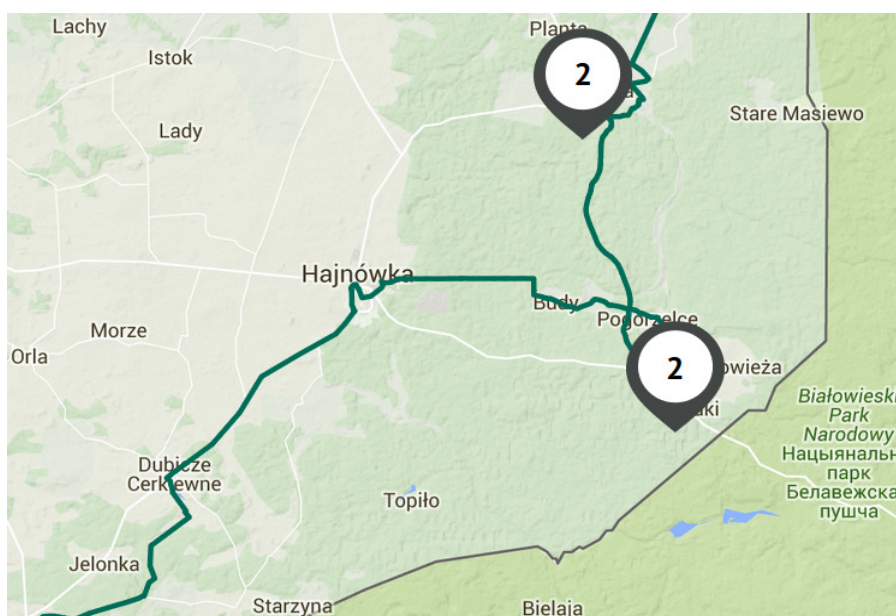 Lachy
Planta
Istok
2
Stare Masiewo
Lady
Hajnówka
Budy
Pogorzelce
Morze
Orla
2
Białowieski
Park
Narodowy
Нацыянальны
парк
Белавежская
пушча
Dubicze
Cerkiewne
Topiło
Jelonka
Starzyna
Bielaja